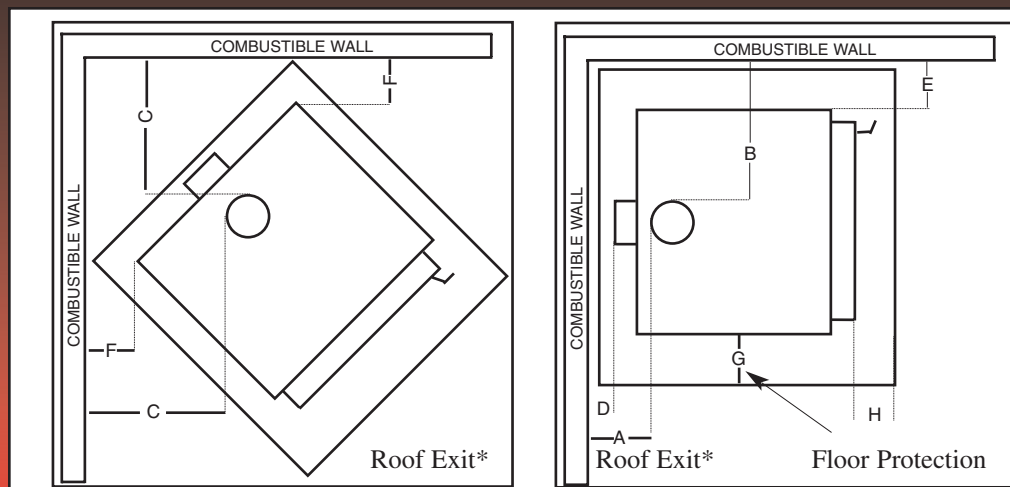 COMBUSTIBLE WALL
COMBUSTIBLE WALL
C
F
F
C
Roof Exit*
COMBUSTIBLE WALL
COMBUSTIBLE WALL
E
B
G
D
H
A
Roof Exit*
Floor Protection